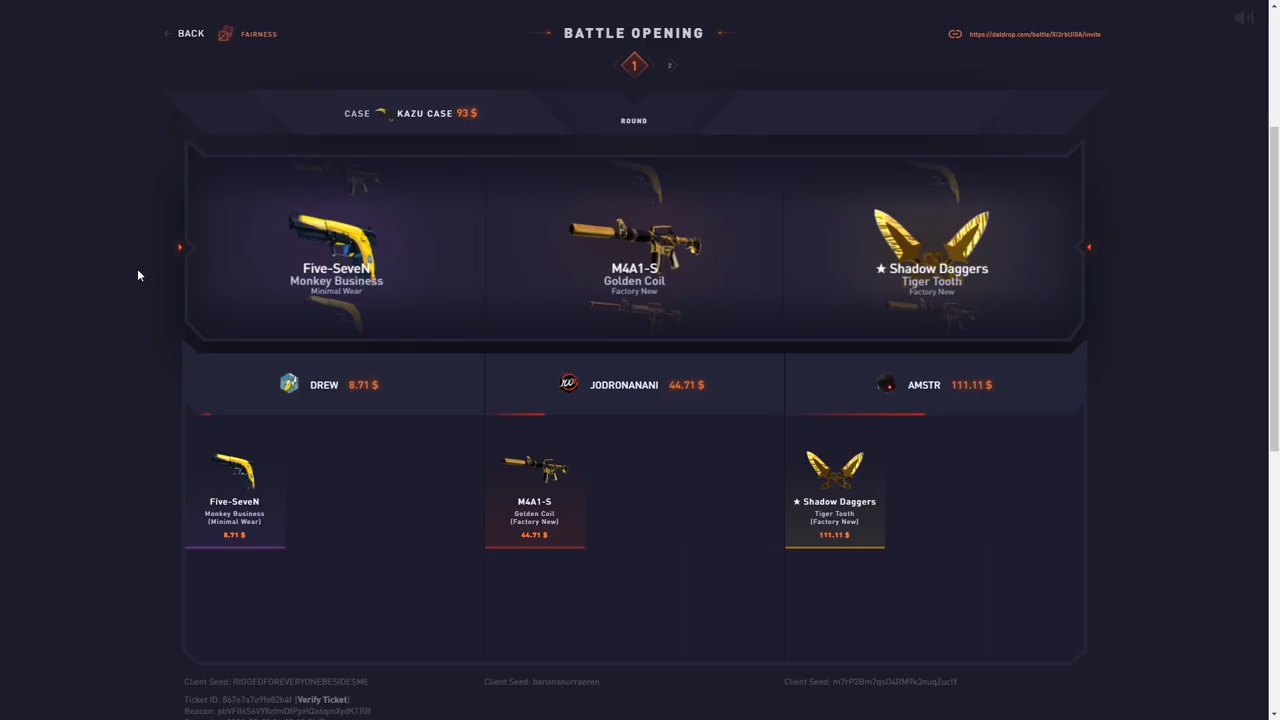 BACK
FAIRNESS
BATTLE OPENING
https://datdrop.com/battle/XI2rbUI0A/invite
1
2
CASE KAZU CASE 93 $
ROUND
Five-SeveN
Monkey Business
Minimal Wear
M4A1-S
Golden Coil
Factory New
★ Shadow Daggers
Tiger Tooth
Factory New
DREW 8.71 $
JODRONANANI 44.71 $
AMSTR 111.11 $
Five-SeveN
Monkey Business
(Minimal Wear)
8.71 $
M4A1-S
Golden Coil
(Factory New)
44.71 $
★ Shadow Daggers
Tiger Tooth
(Factory New)
111.11 $
Client Seed: RIGGEDFOREVERYONEBESIDESME
Client Seed: banansnurraeren
Client Seed: m7rP2Bm7qsO4RM9k3nuqZucIY
Ticket ID: 867e7a7e9fe82b4f [Verify Ticket]
Beacon: pbVFif6S6VY8zfmDfPpHQa6qmXydKTRB